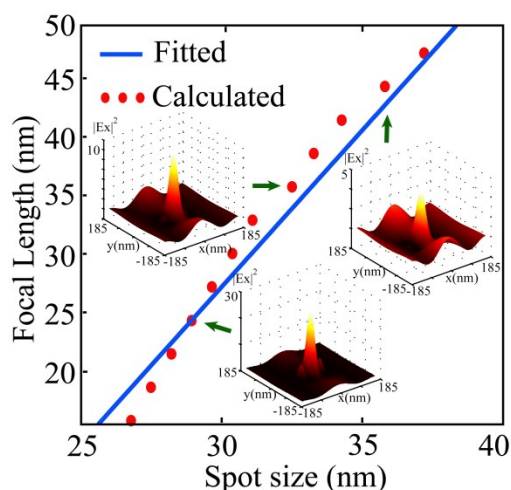 50
45
40
35
30
25
20
Focal Length (nm)
Fitted
Calculated
|Ex|²
10
185
y(nm)
-185
-185
x(nm)
185
|Ex|²
5
185
y(nm)
-185
-185
x(nm)
185
|Ex|²
30
185
y(nm)
-185
-185
x(nm)
185
25
30
35
40
Spot size (nm)